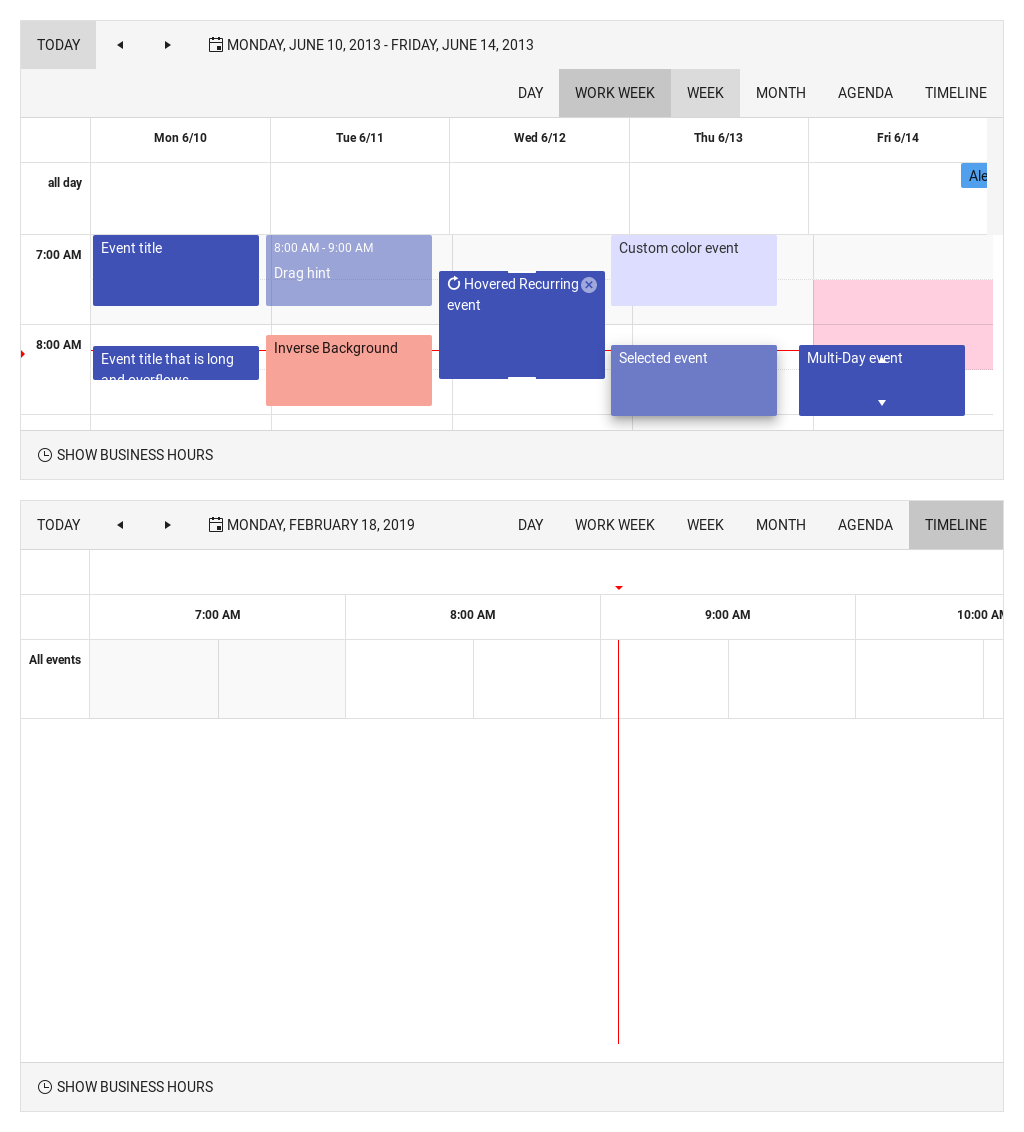 TODAY
MONDAY, JUNE 10, 2013 - FRIDAY, JUNE 14, 2013
DAY WORK WEEK WEEK MONTH AGENDA TIMELINE
Mon 6/10 Tue 6/11 Wed 6/12 Thu 6/13 Fri 6/14
all day
Ale
7:00 AM
Event title
8:00 AM - 9:00 AM
Drag hint
Custom color event
Hovered Recurring
event
8:00 AM
Event title that is long
and overflows
Inverse Background
Selected event
Multi-Day event
SHOW BUSINESS HOURS
TODAY
MONDAY, FEBRUARY 18, 2019
DAY WORK WEEK WEEK MONTH AGENDA TIMELINE
7:00 AM 8:00 AM 9:00 AM 10:00 AM
All events
SHOW BUSINESS HOURS